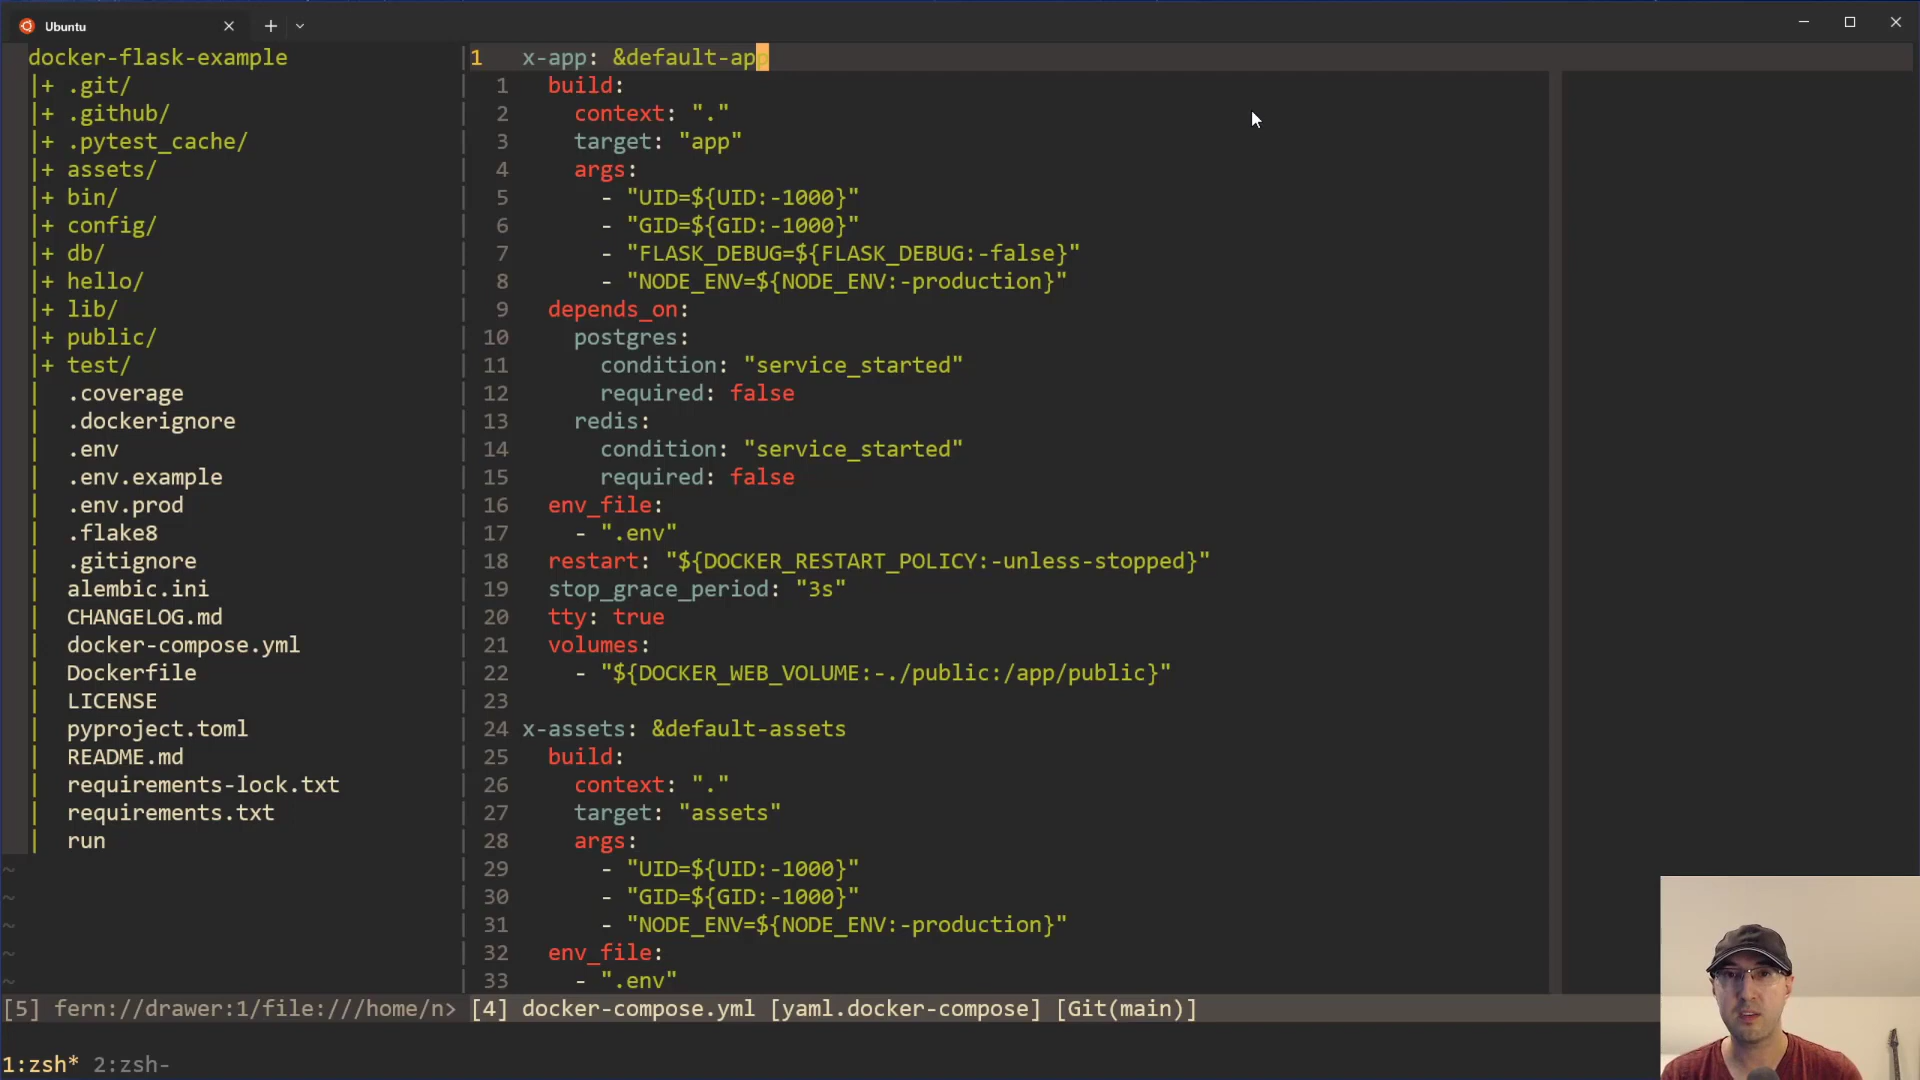 Ubuntu
docker-flask-example
|+ .git/
|+ .github/
|+ .pytest_cache/
|+ assets/
|+ bin/
|+ config/
|+ db/
|+ hello/
|+ lib/
|+ public/
|+ test/
| .coverage
| .dockerignore
| .env
| .env.example
| .env.prod
| .flake8
| .gitignore
| alembic.ini
| CHANGELOG.md
| docker-compose.yml
| Dockerfile
| LICENSE
| pyproject.toml
| README.md
| requirements-lock.txt
| requirements.txt
| run
~
~
~
~
~
1 x-app: &default-app
1 build:
2 context: "."
3 target: "app"
4 args:
5 - "UID=${UID:-1000}"
6 - "GID=${GID:-1000}"
7 - "FLASK_DEBUG=${FLASK_DEBUG:-false}"
8 - "NODE_ENV=${NODE_ENV:-production}"
9 depends_on:
10 postgres:
11 condition: "service_started"
12 required: false
13 redis:
14 condition: "service_started"
15 required: false
16 env_file:
17 - ".env"
18 restart: "${DOCKER_RESTART_POLICY:-unless-stopped}"
19 stop_grace_period: "3s"
20 tty: true
21 volumes:
22 - "${DOCKER_WEB_VOLUME:-./public:/app/public}"
23
24 x-assets: &default-assets
25 build:
26 context: "."
27 target: "assets"
28 args:
29 - "UID=${UID:-1000}"
30 - "GID=${GID:-1000}"
31 - "NODE_ENV=${NODE_ENV:-production}"
32 env_file:
33 - ".env"
[5] fern://drawer:1/file:///home/n> [4] docker-compose.yml [yaml.docker-compose] [Git(main)]
1:zsh* 2:zsh-